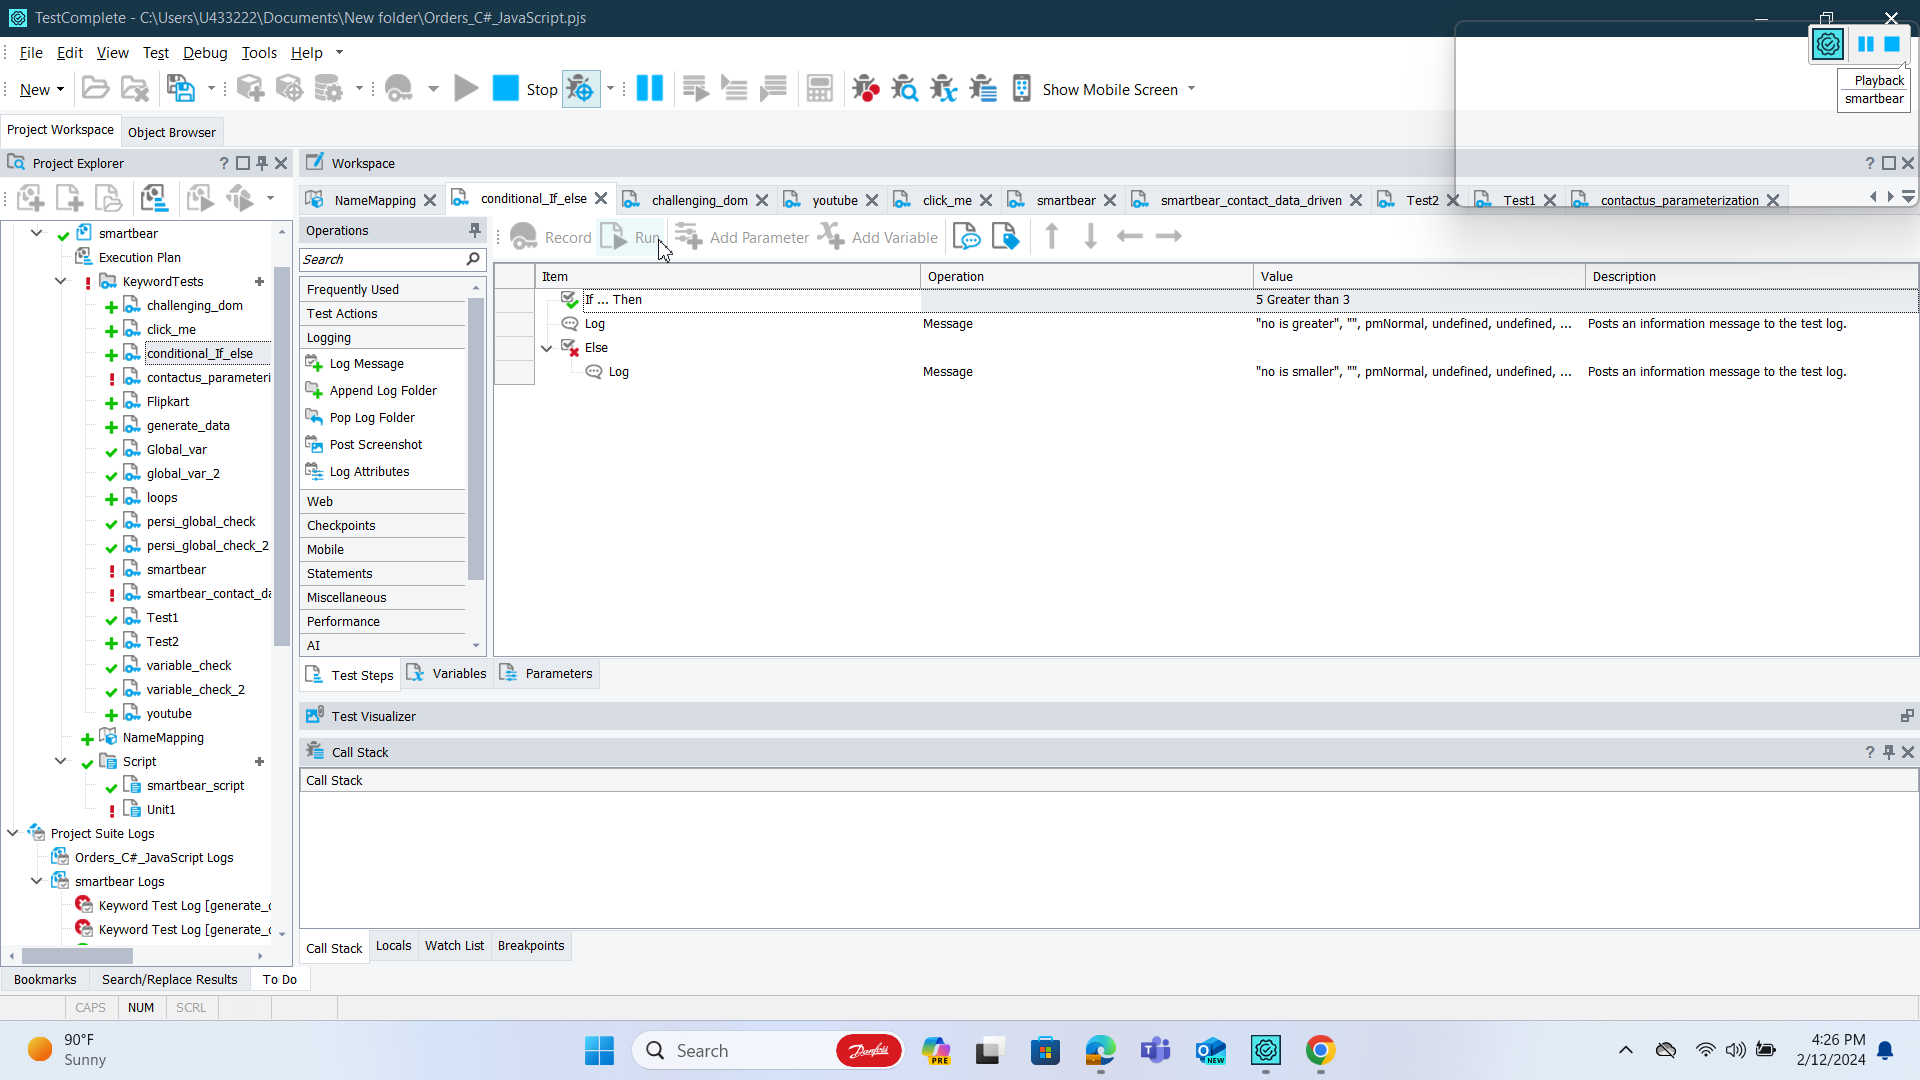 TestComplete - C:\Users\U433222\Documents\New folder\Orders_C#_JavaScript.pjs
File Edit View Test Debug Tools Help
New Stop Show Mobile Screen
Playback
smartbear
Project Workspace Object Browser
Project Explorer
Workspace
NameMapping conditional_If_else challenging_dom youtube click_me smartbear smartbear_contact_data_driven Test2 Test1 contactus_parameterization
Operations
Record Run Add Parameter Add Variable
Search
Frequently Used
Test Actions
Logging
Log Message
Append Log Folder
Pop Log Folder
Post Screenshot
Log Attributes
Web
Checkpoints
Mobile
Statements
Miscellaneous
Performance
AI
Item Operation Value Description
If ... Then 5 Greater than 3
Log Message "no is greater", "", pmNormal, undefined, undefined, ... Posts an information message to the test log.
Else
Log Message "no is smaller", "", pmNormal, undefined, undefined, ... Posts an information message to the test log.
smartbear
Execution Plan
KeywordTests
challenging_dom
click_me
conditional_If_else
contactus_parameteri
Flipkart
generate_data
Global_var
global_var_2
loops
persi_global_check
persi_global_check_2
smartbear
smartbear_contact_da
Test1
Test2
variable_check
variable_check_2
youtube
NameMapping
Script
smartbear_script
Unit1
Project Suite Logs
Orders_C#_JavaScript Logs
smartbear Logs
Keyword Test Log [generate_d
Keyword Test Log [generate_d
Test Steps Variables Parameters
Test Visualizer
Call Stack
Call Stack
Call Stack Locals Watch List Breakpoints
Bookmarks Search/Replace Results To Do
CAPS NUM SCRL
90°F
Sunny
Search
Danfoss
PRE
NEW
4:26 PM
2/12/2024